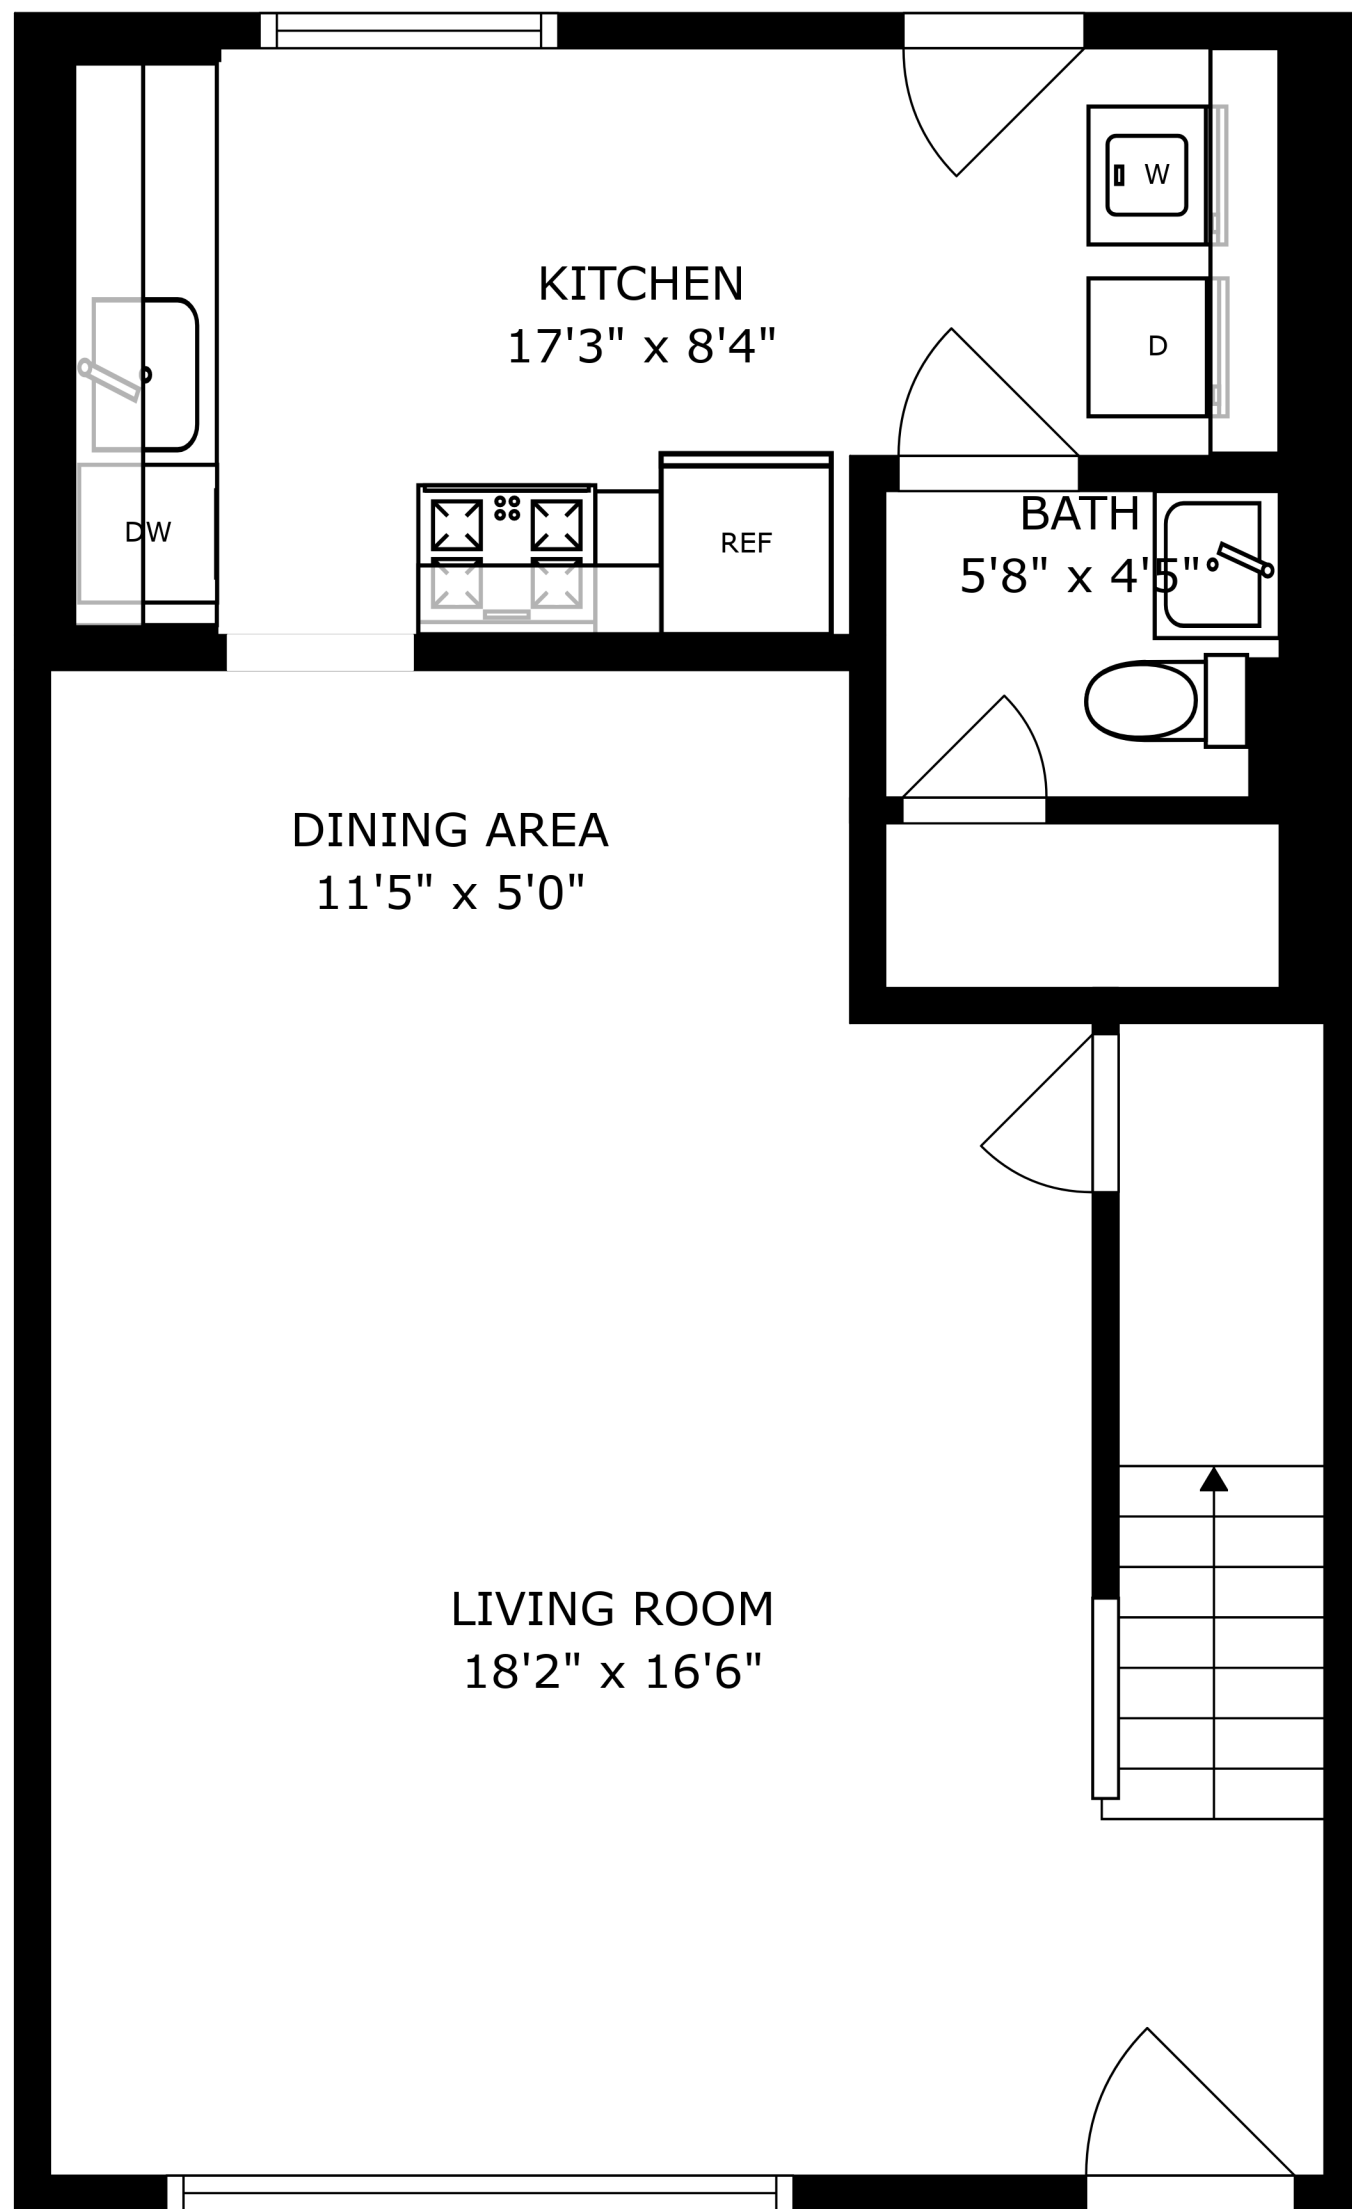 W
KITCHEN
17'3" x 8'4"
D
BATH
5'8" x 4'5"
DW
REF
DINING AREA
11'5" x 5'0"
LIVING ROOM
18'2" x 16'6"